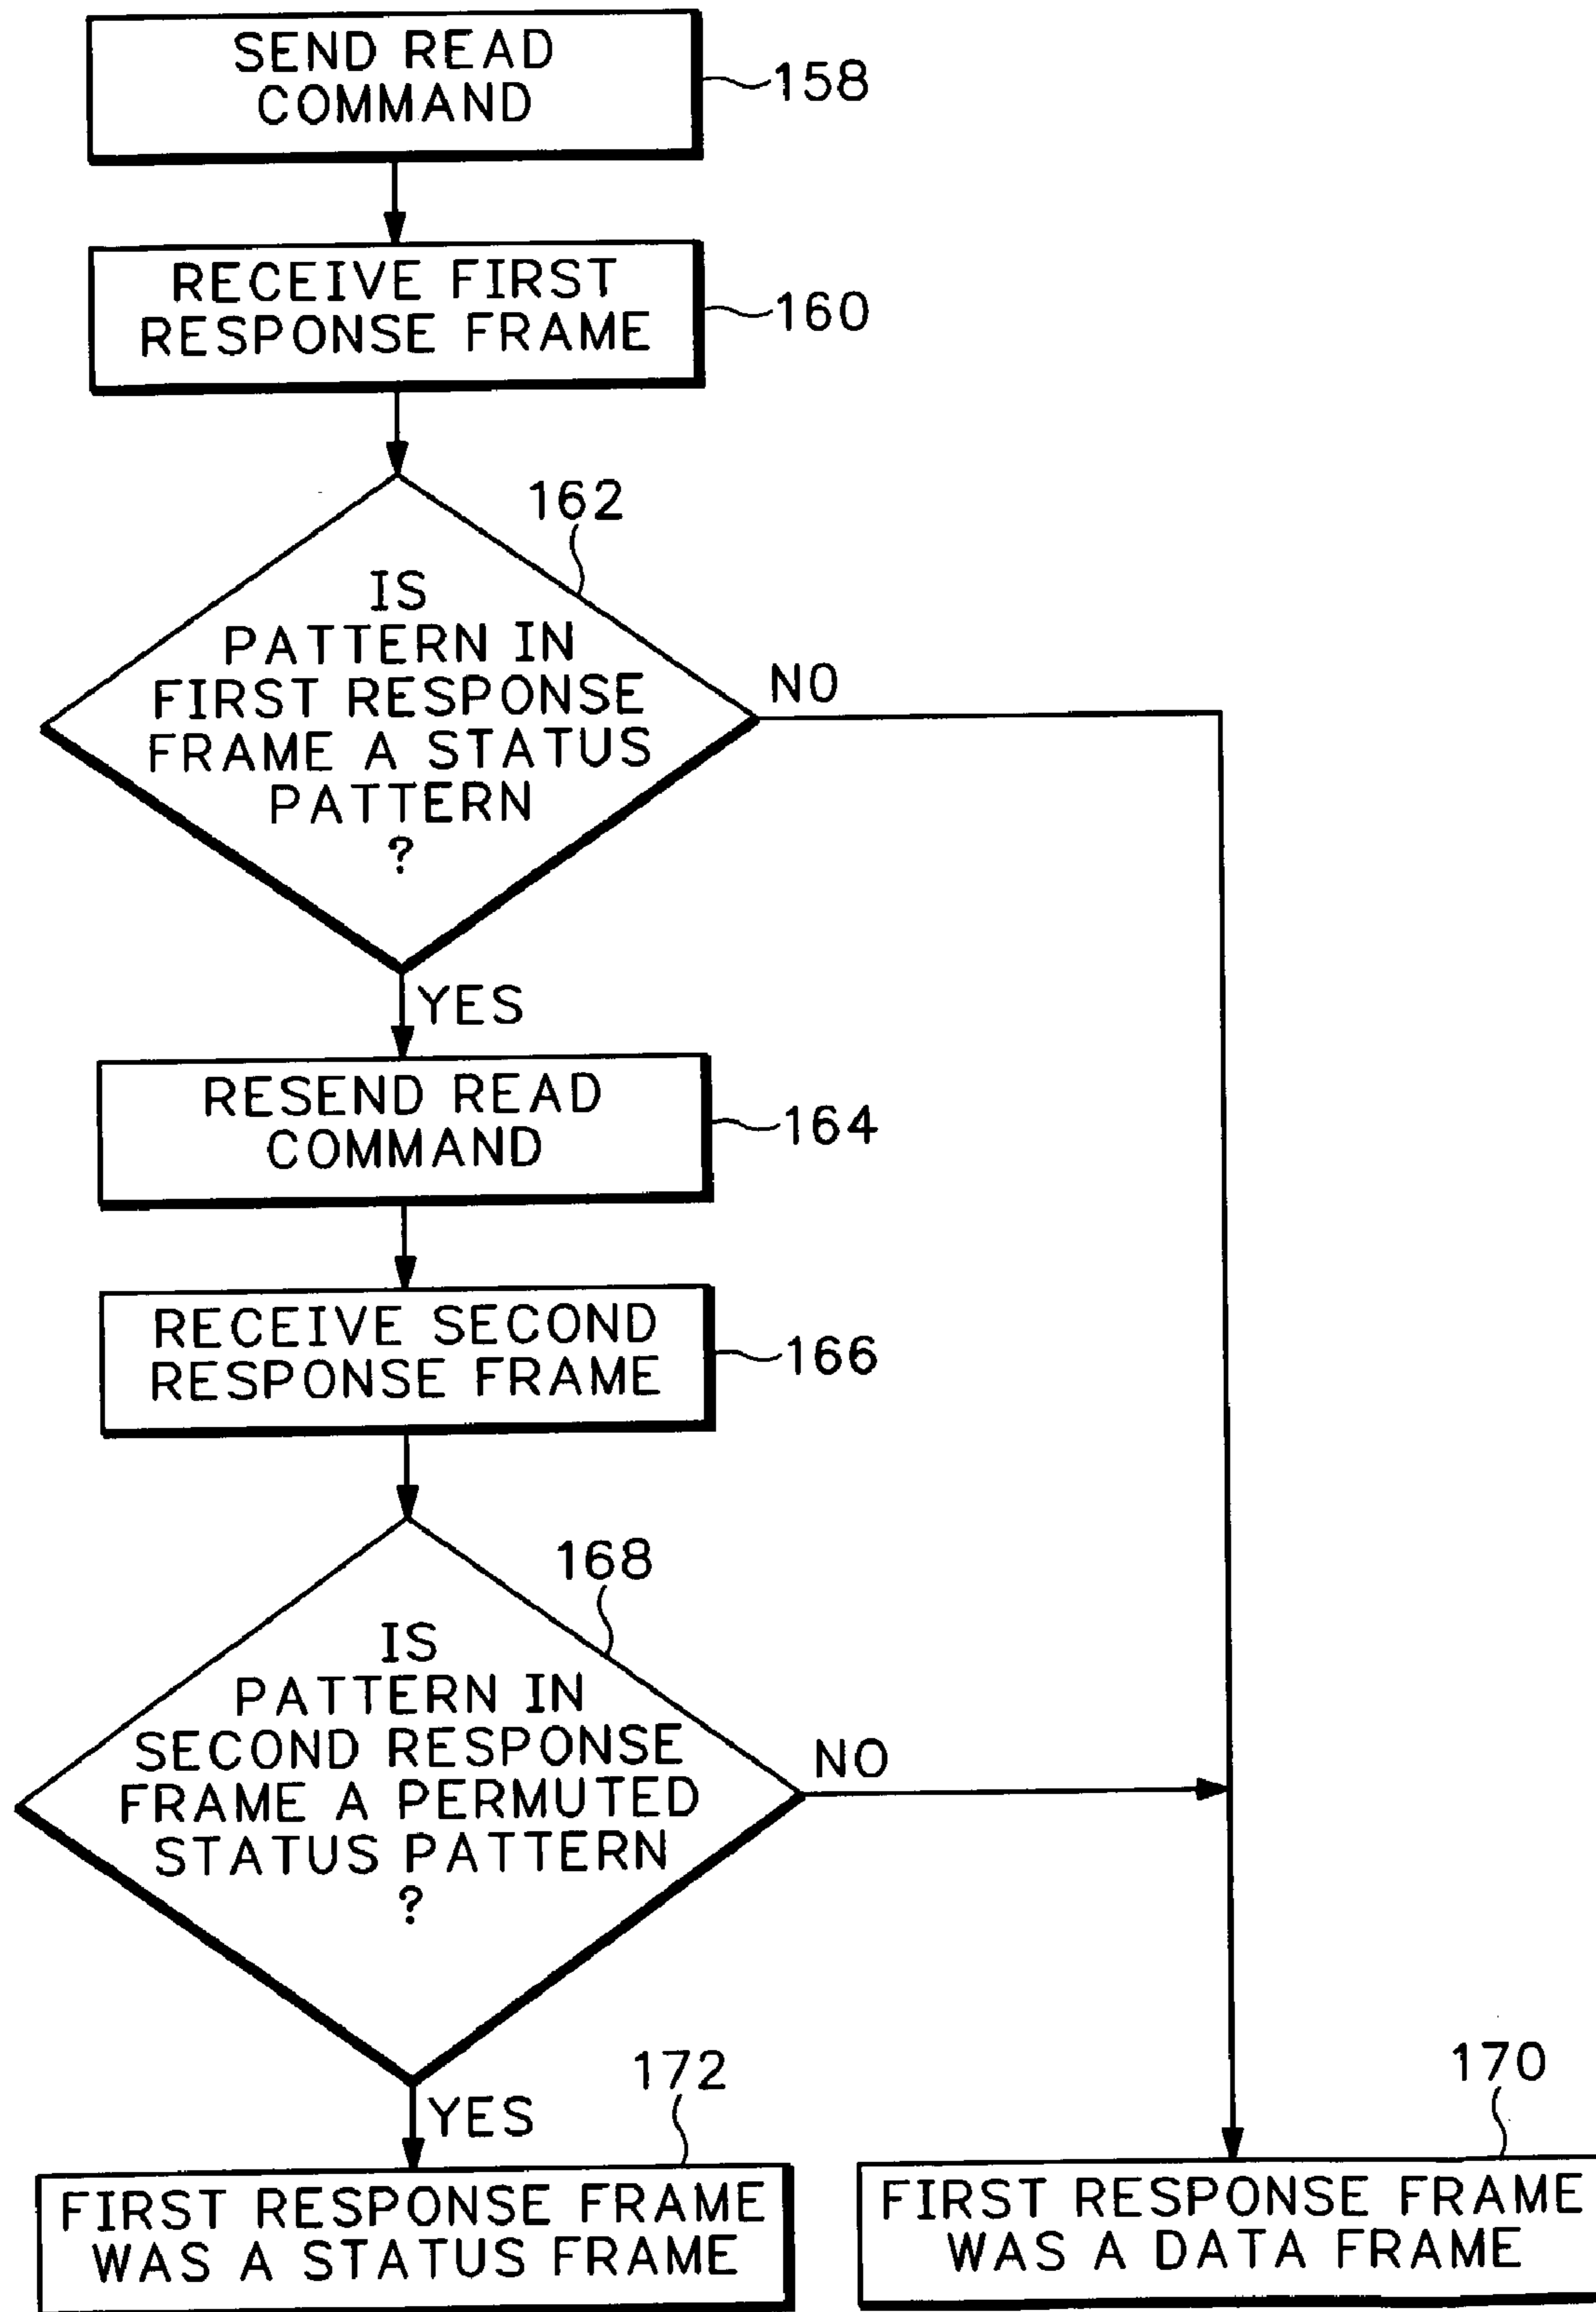 SEND READ
COMMAND
158
RECEIVE FIRST
RESPONSE FRAME
160
162
IS
PATTERN IN
FIRST RESPONSE
FRAME A STATUS
PATTERN
?
NO
YES
RESEND READ
COMMAND
164
RECEIVE SECOND
RESPONSE FRAME
166
168
IS
PATTERN IN
SECOND RESPONSE
FRAME A PERMUTED
STATUS PATTERN
?
NO
YES
172
170
FIRST RESPONSE FRAME
WAS A STATUS FRAME
FIRST RESPONSE FRAME
WAS A DATA FRAME